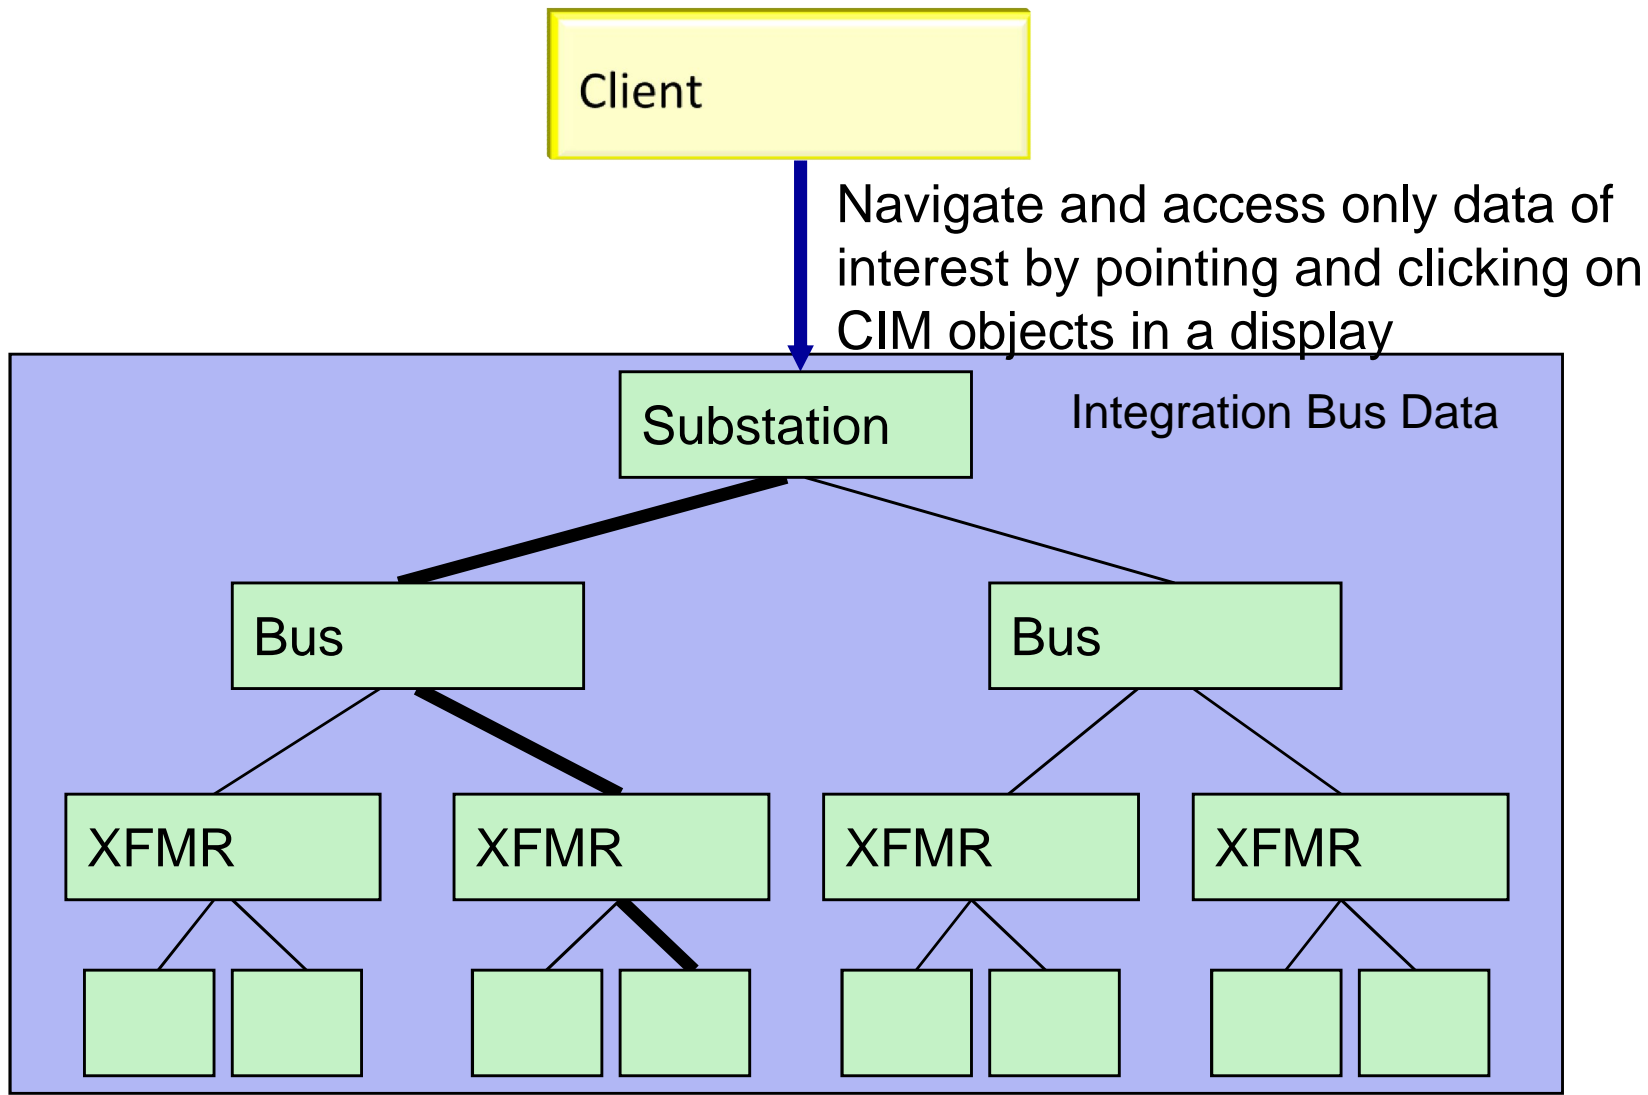 Client
Navigate and access only data of
interest by pointing and clicking on
CIM objects in a display
Integration Bus Data
Substation
Bus
Bus
XFMR
XFMR
XFMR
XFMR